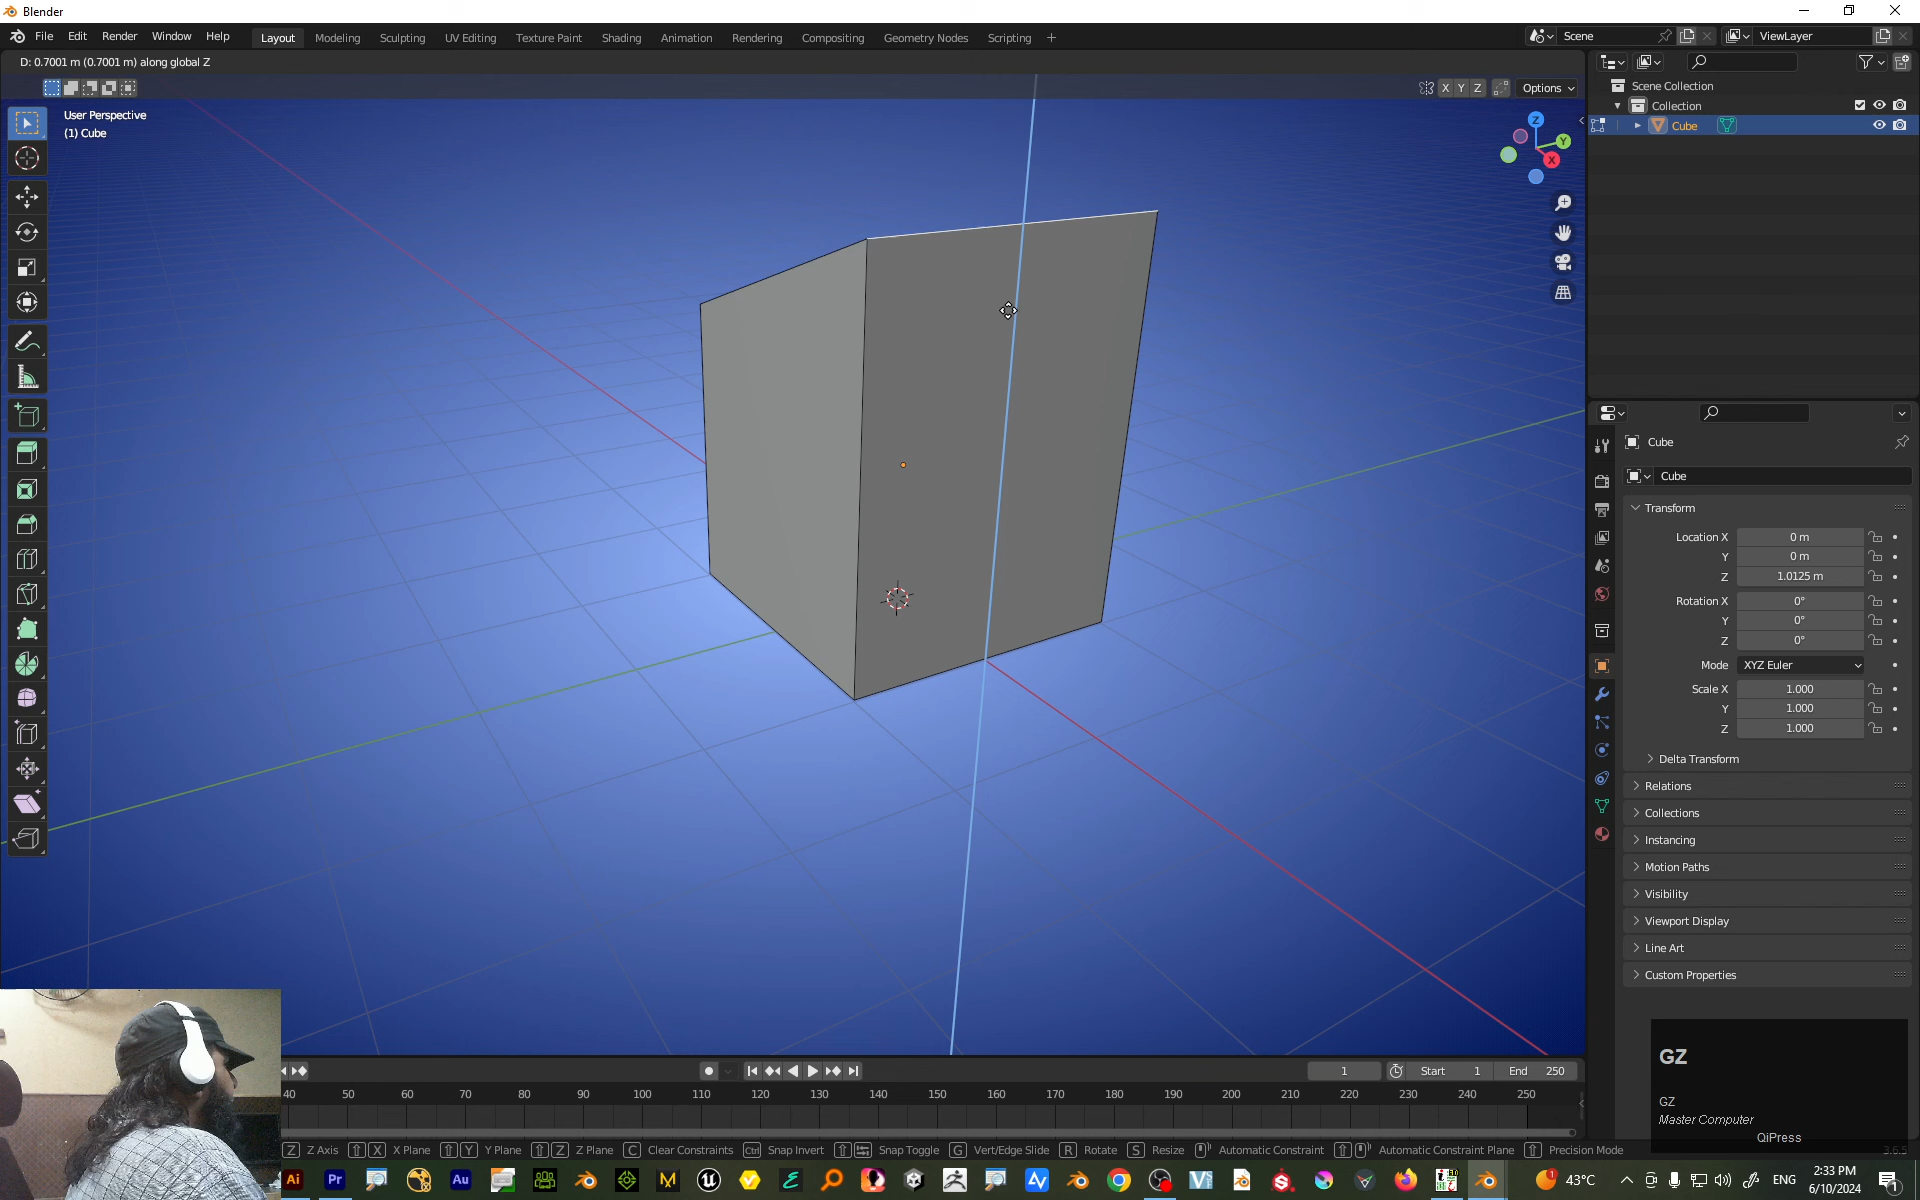 Blender
File Edit Render Window Help Layout Modeling Sculpting UV Editing Texture Paint Shading Animation Rendering Compositing Geometry Nodes Scripting + Scene ViewLayer
D: 0.7001 m (0.7001 m) along global Z
X Y Z Options
User Perspective
(1) Cube
Z
Y
X
Scene Collection
Collection
Cube
Cube
Cube
Transform
Location X 0 m
Y 0 m
Z 1.0125 m
Rotation X 0°
Y 0°
Z 0°
Mode XYZ Euler
Scale X 1.000
Y 1.000
Z 1.000
Delta Transform
Relations
Collections
Instancing
Motion Paths
Visibility
Viewport Display
Line Art
Custom Properties
GZ
GZ
Master Computer
QiPress
1 Start 1 End 250
40 50 60 70 80 90 100 110 120 130 140 150 160 170 180 190 200 210 220 230 240 250
Z Z Axis X X Plane Y Y Plane Z Z Plane C Clear Constraints Ctrl Snap Invert Snap Toggle G Vert/Edge Slide R Rotate S Resize Automatic Constraint Automatic Constraint Plane Precision Mode 3.6.5
Ai Pr Au 43°C ENG 2:33 PM
6/10/2024